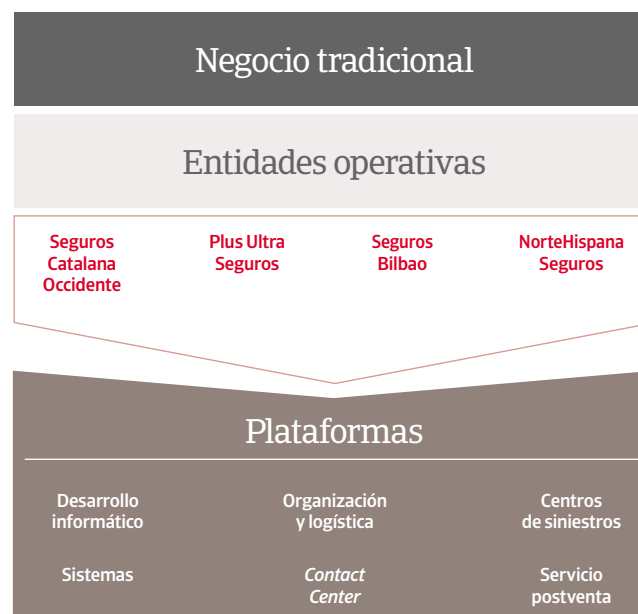 Negocio tradicional
Entidades operativas
Seguros
Catalana
Occidente
Plus Ultra
Seguros
Seguros
Bilbao
NorteHispana
Seguros
Plataformas
Desarrollo
informático
Organización
y logística
Centros
de siniestros
Sistemas
Contact
Center
Servicio
postventa